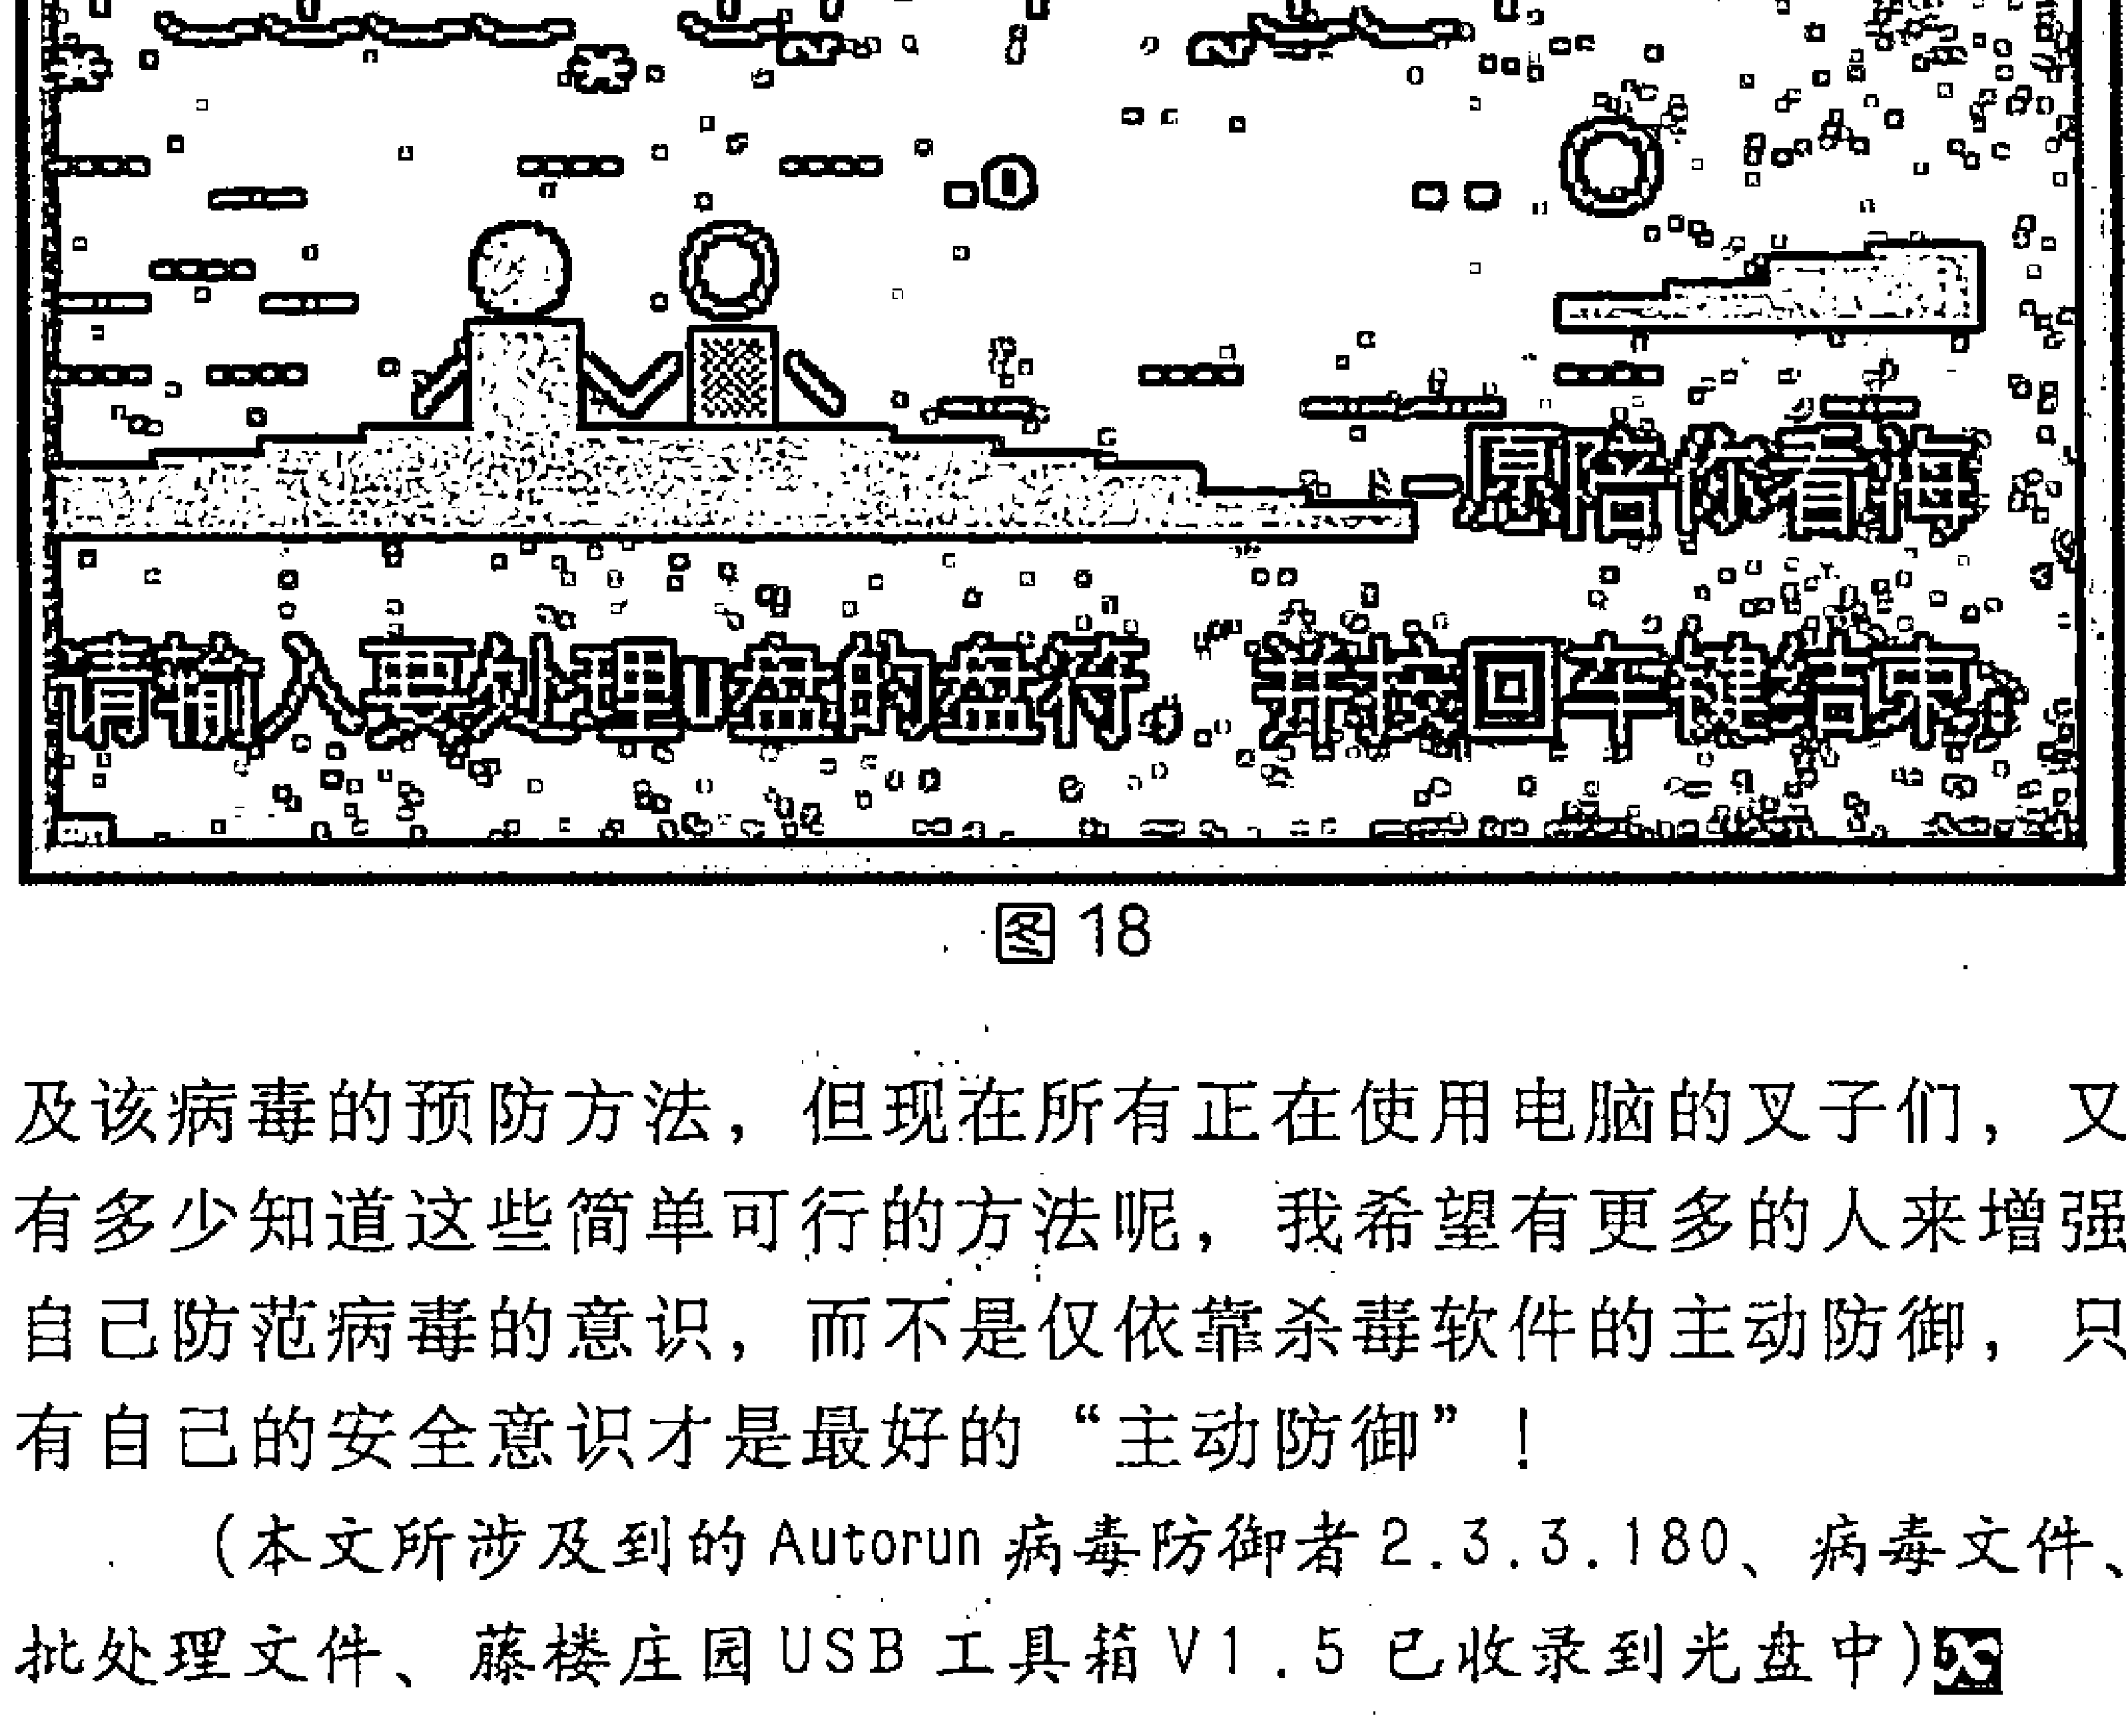 愿陪你看海
请输入要处理U盘的盘符。 并按回车键结束。
图18
及该病毒的预防方法，但现在所有正在使用电脑的叉子们，又
有多少知道这些简单可行的方法呢，我希望有更多的人来增强
自己防范病毒的意识，而不是仅依靠杀毒软件的主动防御，只
有自己的安全意识才是最好的“主动防御”！
（本文所涉及到的Autorun病毒防御者2.3.3.180、病毒文件、
批处理文件、藤楼庄园USB 工具箱V1.5 已收录到光盘中）